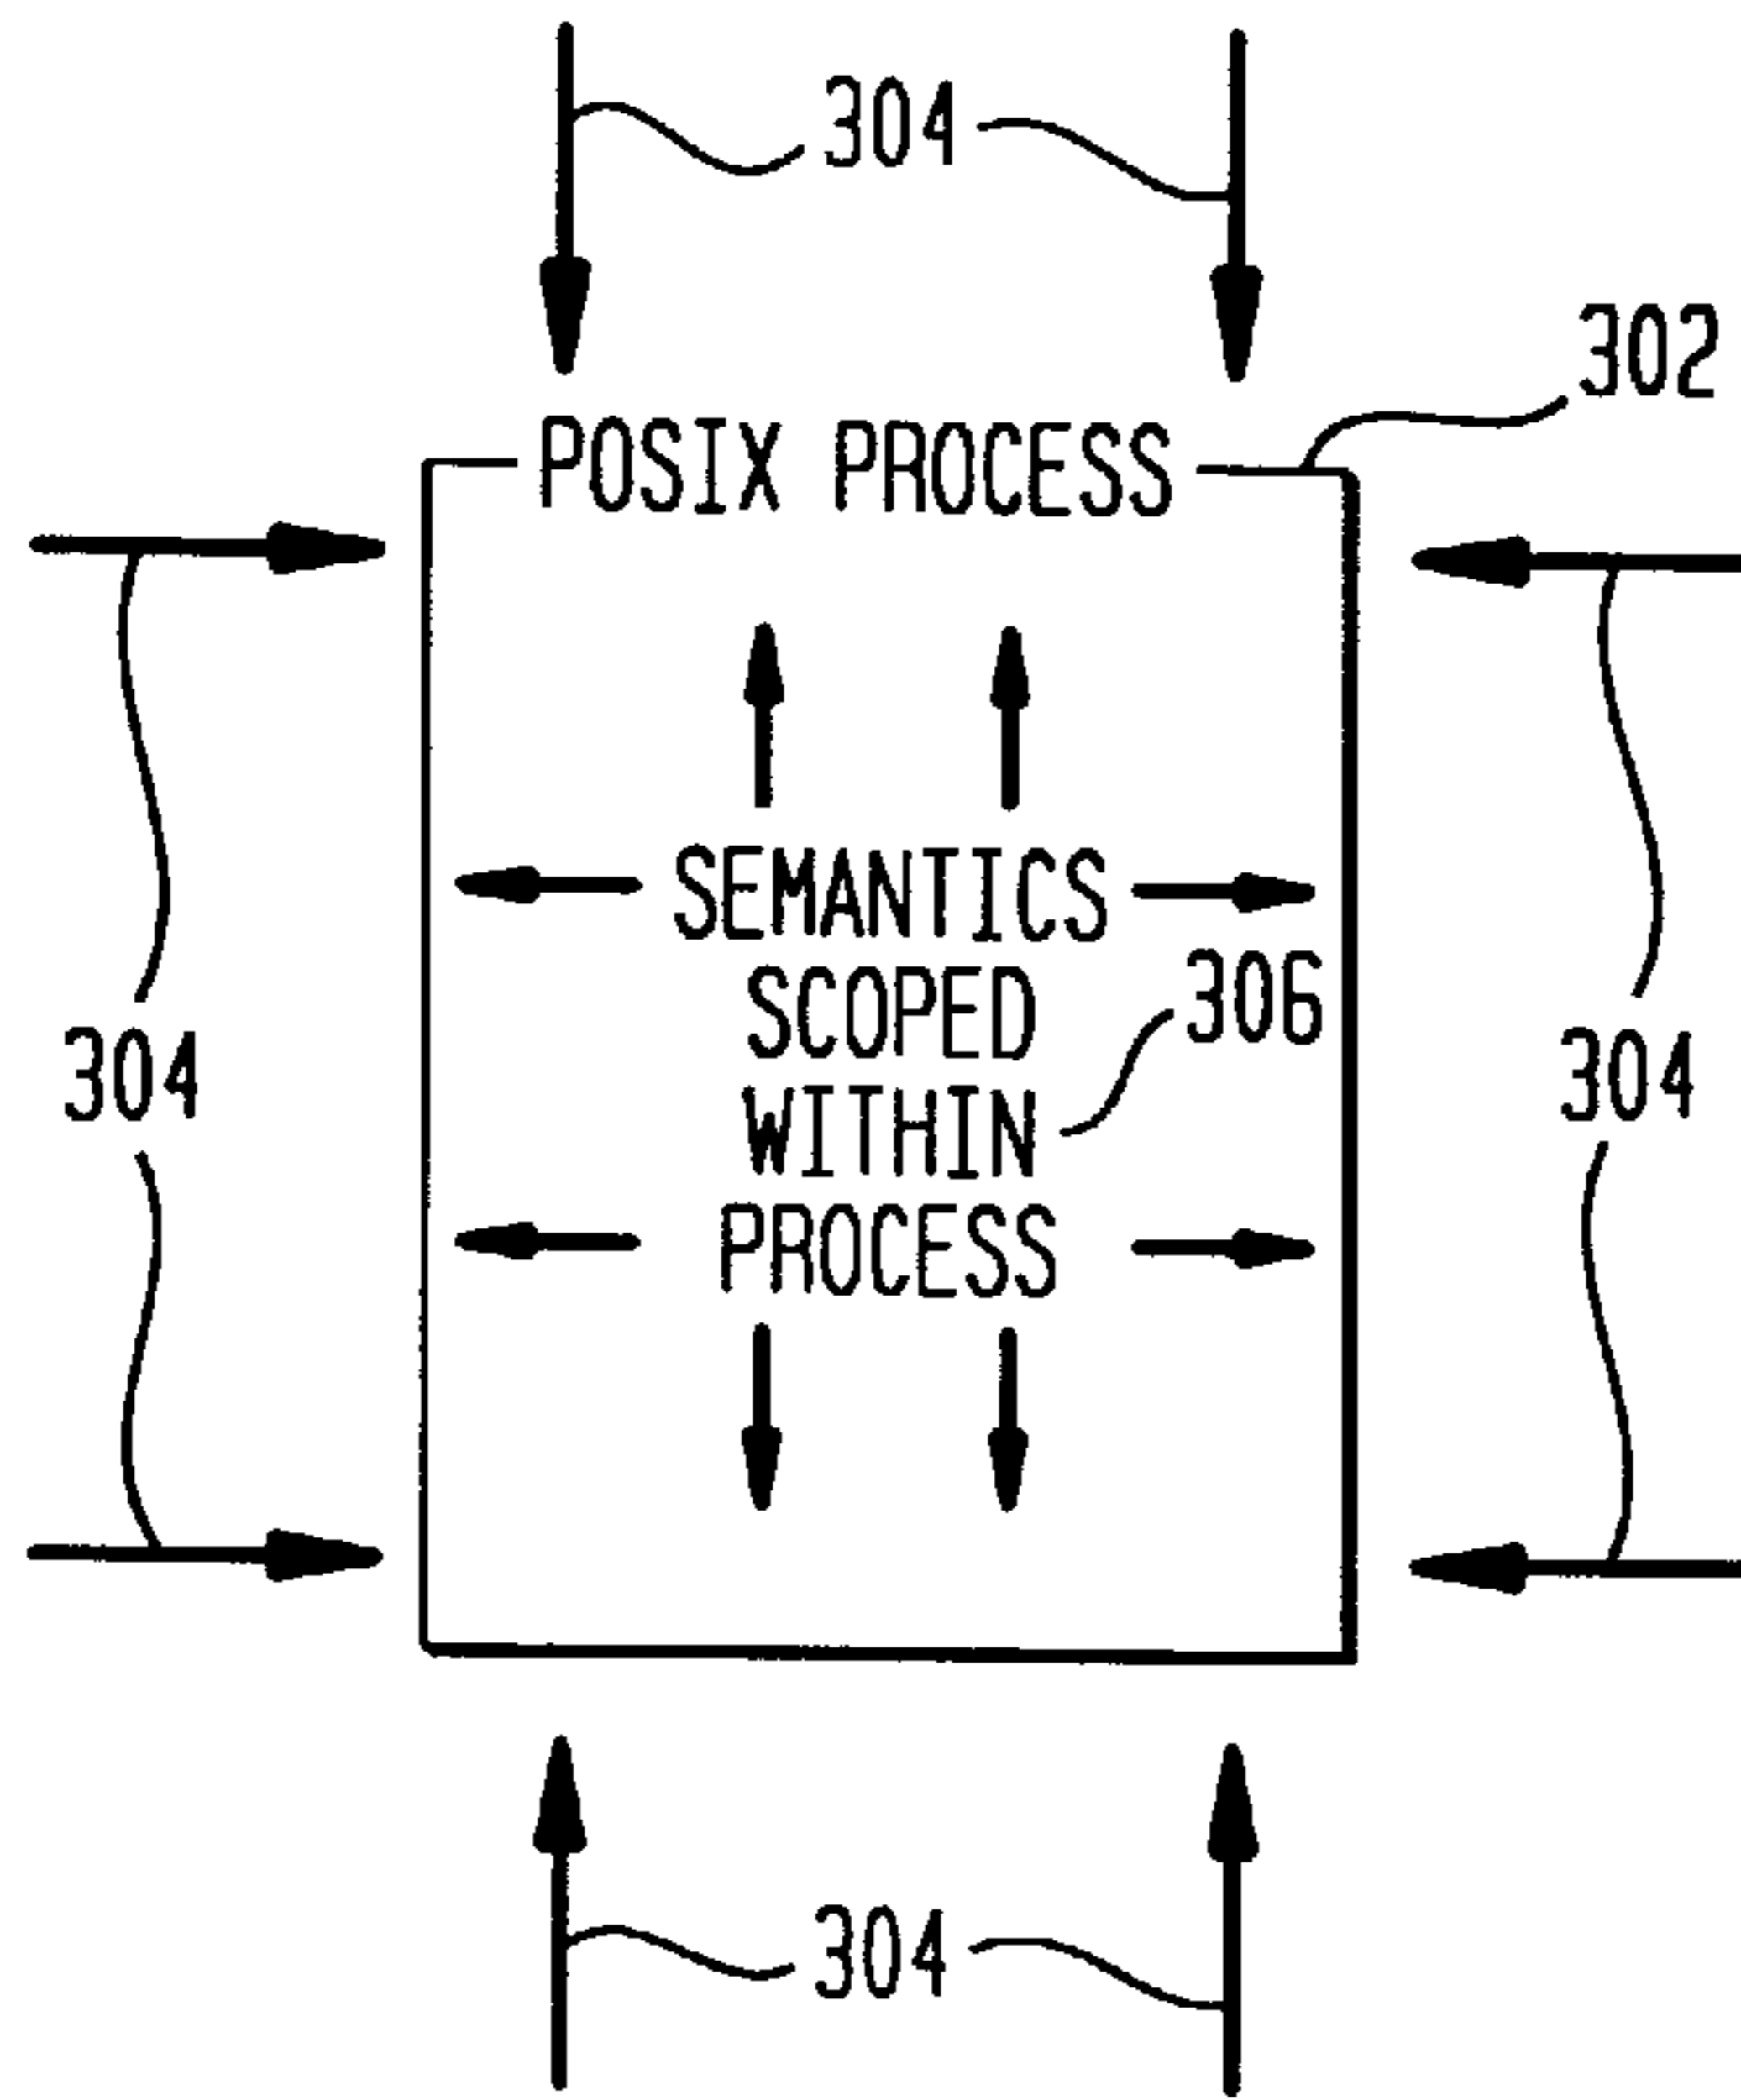 304
302
POSIX PROCESS
SEMANTICS
SCOPED
306
WITHIN
304
304
PROCESS
304